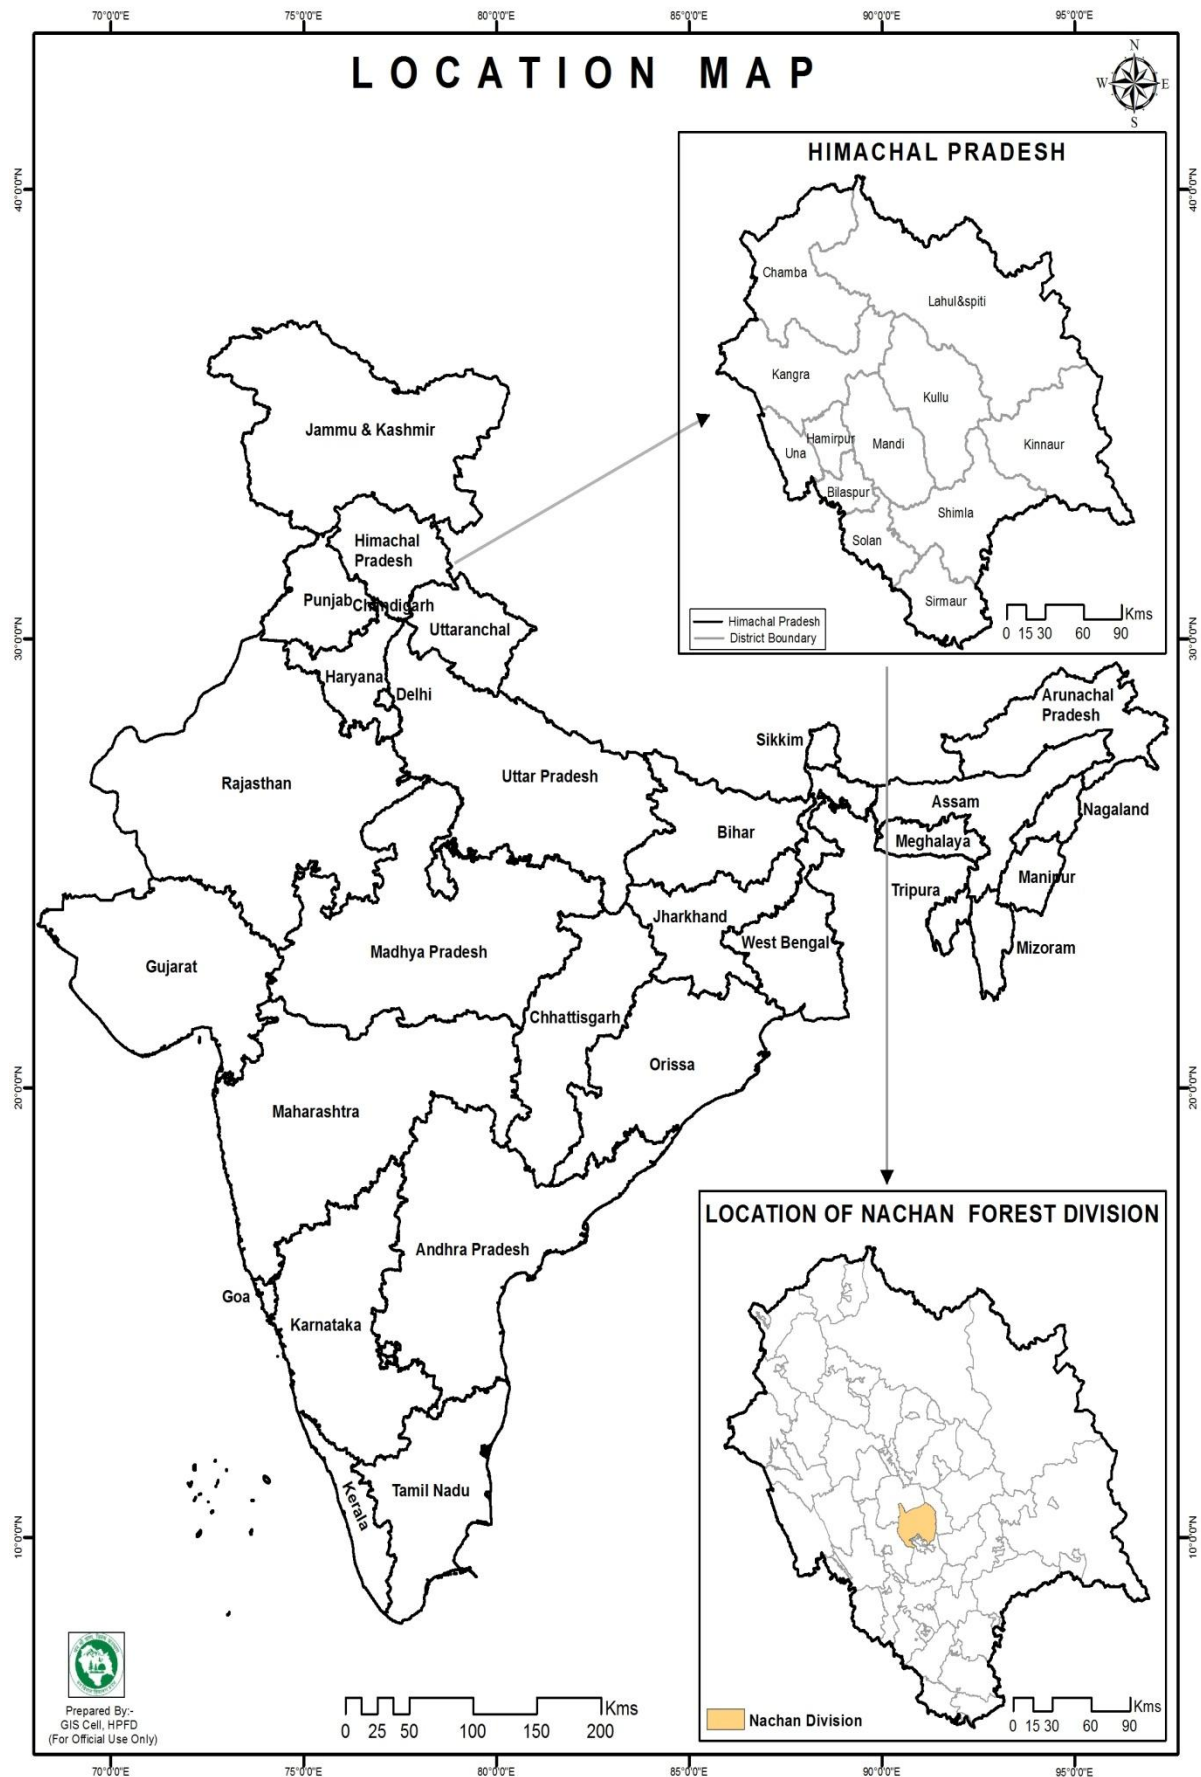 70°0'0"E 75°0'0"E 80°0'0"E 85°0'0"E 90°0'0"E 95°0'0"E
LOCATION MAP
N
W E
S
HIMACHAL PRADESH
40°0'0"N 40°0'0"N
Chamba
Lahul&spiti
Kangra
Kullu
Hamirpur Mandi Kinnaur
Una
Bilaspur
Shimla
Solan
Sirmaur
Himachal Pradesh
District Boundary
Kms
0 15 30 60 90
Jammu & Kashmir
Himachal
Pradesh
Punjab Chandigarh
Uttaranchal
30°0'0"N 30°0'0"N
Haryana
Delhi
Arunachal
Pradesh
Sikkim
Rajasthan
Uttar Pradesh
Assam
Nagaland
Bihar
Meghalaya
Manipur
Tripura
Jharkhand
West Bengal
Mizoram
Madhya Pradesh
Gujarat
Chhattisgarh
Orissa
20°0'0"N 20°0'0"N
Maharashtra
Andhra Pradesh
Goa
Karnataka
Tamil Nadu
Kerala
10°0'0"N 10°0'0"N
LOCATION OF NACHAN FOREST DIVISION
Nachan Division
Kms
0 15 30 60 90
Prepared By:-
GIS Cell, HPFD
(For Official Use Only)
Kms
0 25 50 100 150 200
70°0'0"E 75°0'0"E 80°0'0"E 85°0'0"E 90°0'0"E 95°0'0"E